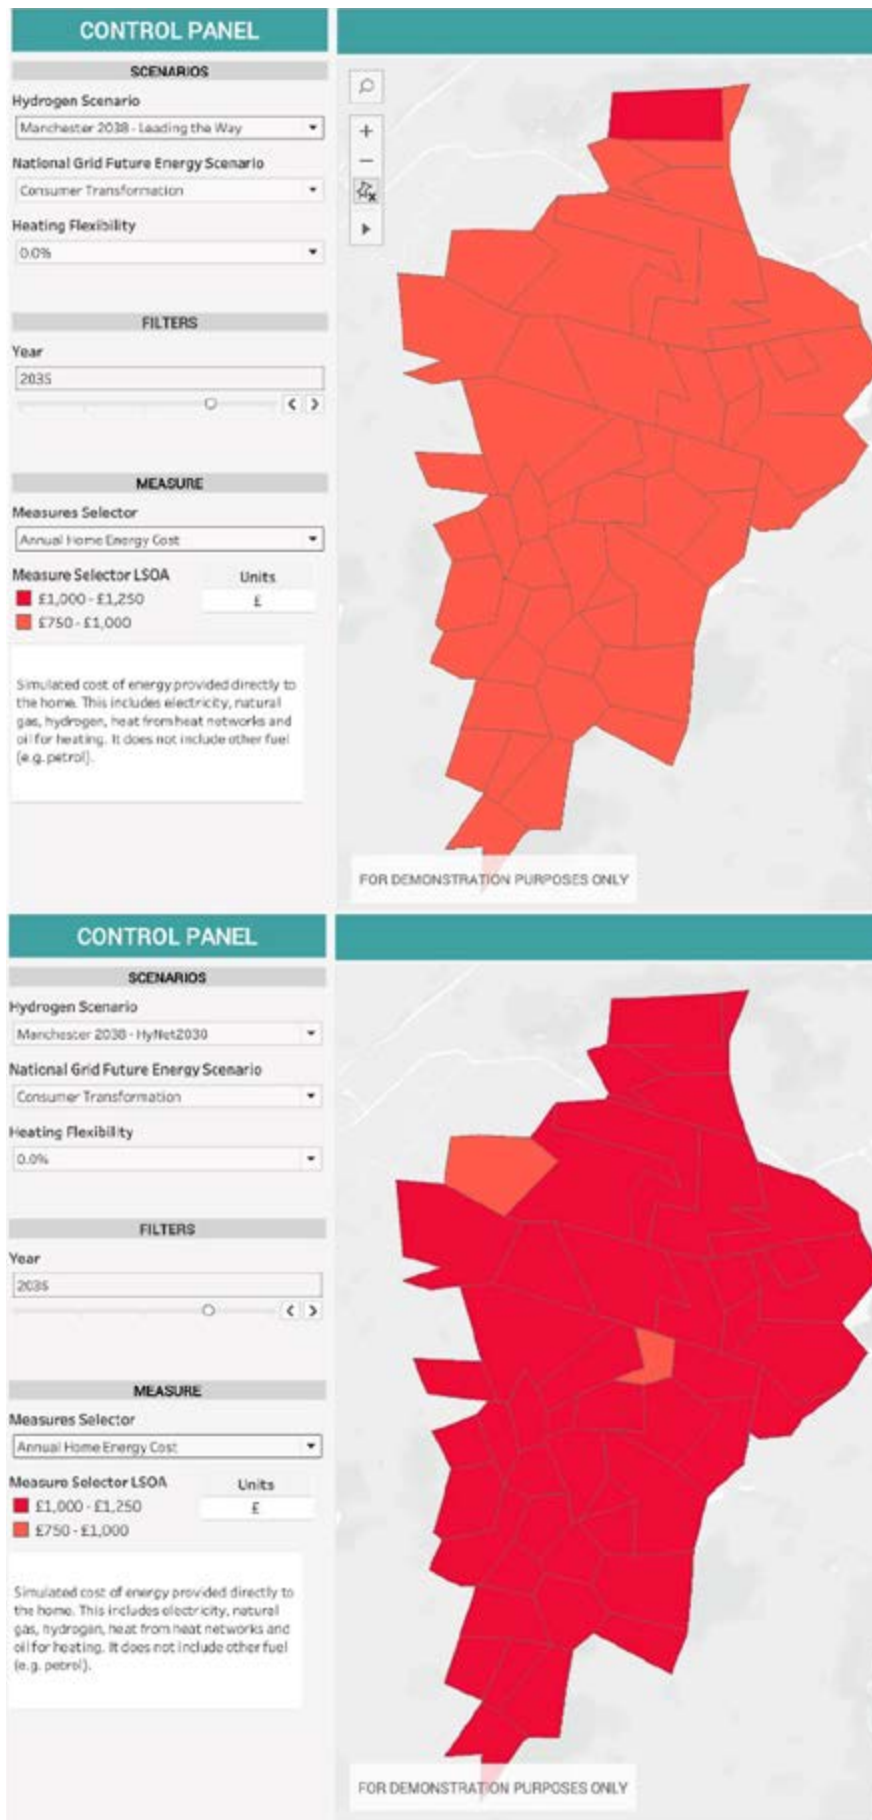 CONTROL PANEL
SCENARIOS
Hydrogen Scenario
Manchester 2038 - Leading the Way
National Grid Future Energy Scenario
Consumer Transformation
Heating Flexibility
0.0%
FILTERS
Year
2035
MEASURE
Measures Selector
Annual Home Energy Cost
Measure Selector LSOA
Units
£1,000 - £1,250
£
£750 - £1,000
Simulated cost of energy provided directly to
the home. This includes electricity, natural
gas, hydrogen, heat from heat networks and
oil for heating. It does not include other fuel
(e.g. petrol).
FOR DEMONSTRATION PURPOSES ONLY
CONTROL PANEL
SCENARIOS
Hydrogen Scenario
Manchester 2038 - HyNet2030
National Grid Future Energy Scenario
Consumer Transformation
Heating Flexibility
0.0%
FILTERS
Year
2035
MEASURE
Measures Selector
Annual Home Energy Cost
Measure Selector LSOA
Units
£1,000 - £1,250
£
£750 - £1,000
Simulated cost of energy provided directly to
the home. This includes electricity, natural
gas, hydrogen, heat from heat networks and
oil for heating. It does not include other fuel
(e.g. petrol).
FOR DEMONSTRATION PURPOSES ONLY